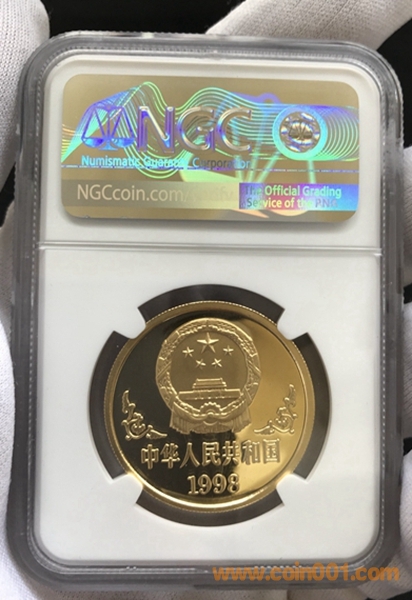 NGC
Numismatic Guaranty Corporation
NGCcoin.com/
The Official Grading
Service of the PNG
中华人民共和国
1998
www.coin001.com